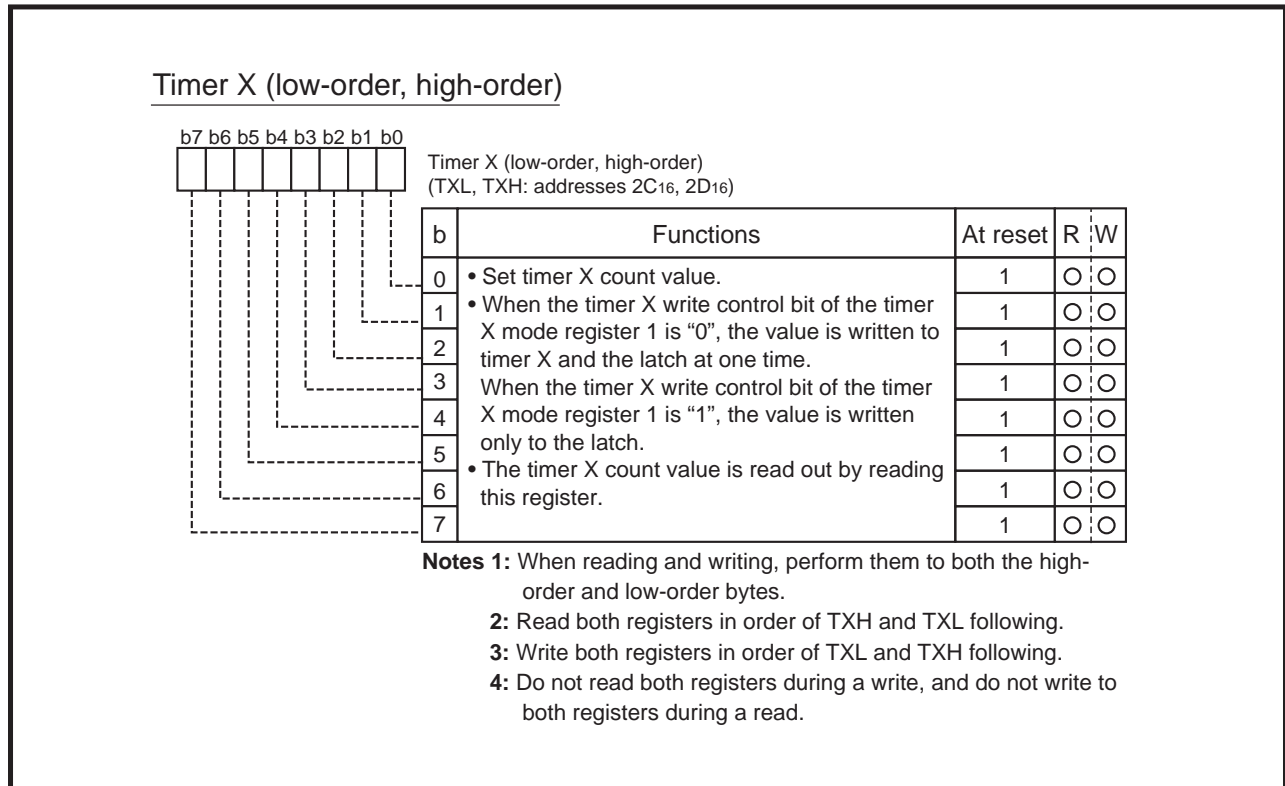 Timer X (low-order, high-order)
b7 b6 b5 b4 b3 b2 b1 b0
Timer X (low-order, high-order)
(TXL, TXH: addresses 2C16, 2D16)
b Functions At reset R W
0 • Set timer X count value. 1 O O
1 • When the timer X write control bit of the timer 1 O O
X mode register 1 is “0”, the value is written to
2 timer X and the latch at one time. 1 O O
3 When the timer X write control bit of the timer 1 O O
4 X mode register 1 is “1”, the value is written 1 O O
only to the latch.
5 • The timer X count value is read out by reading 1 O O
6 this register. 1 O O
7 1 O O
Notes 1: When reading and writing, perform them to both the high-
order and low-order bytes.
2: Read both registers in order of TXH and TXL following.
3: Write both registers in order of TXL and TXH following.
4: Do not read both registers during a write, and do not write to
both registers during a read.